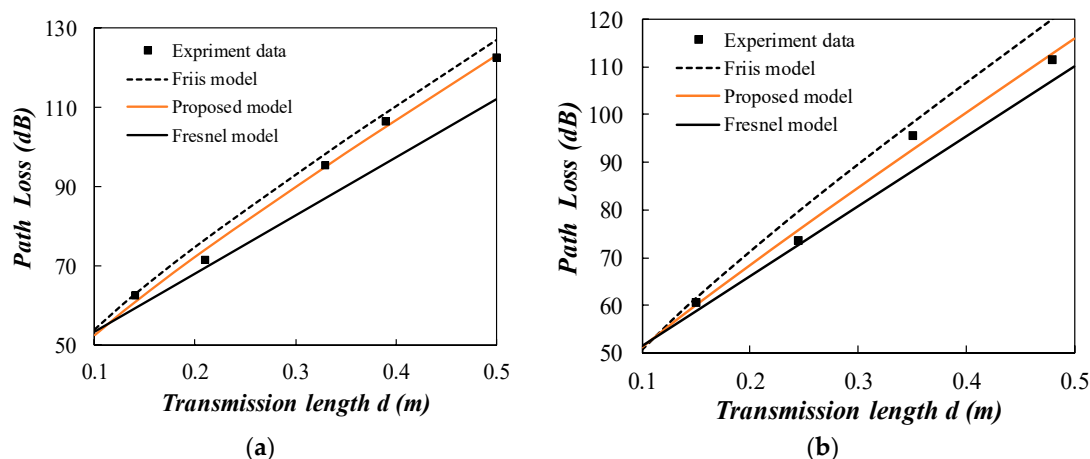 130
110
90
70
50
Path Loss (dB)
Expriment data
Friis model
Proposed model
Fresnel model
0.1 0.2 0.3 0.4 0.5
Transmission length d (m)
(a)
120
110
100
90
80
70
60
50
Path Loss (dB)
Experiment data
Friis model
Proposed model
Fresnel model
0.1 0.2 0.3 0.4 0.5
Transmission length d (m)
(b)